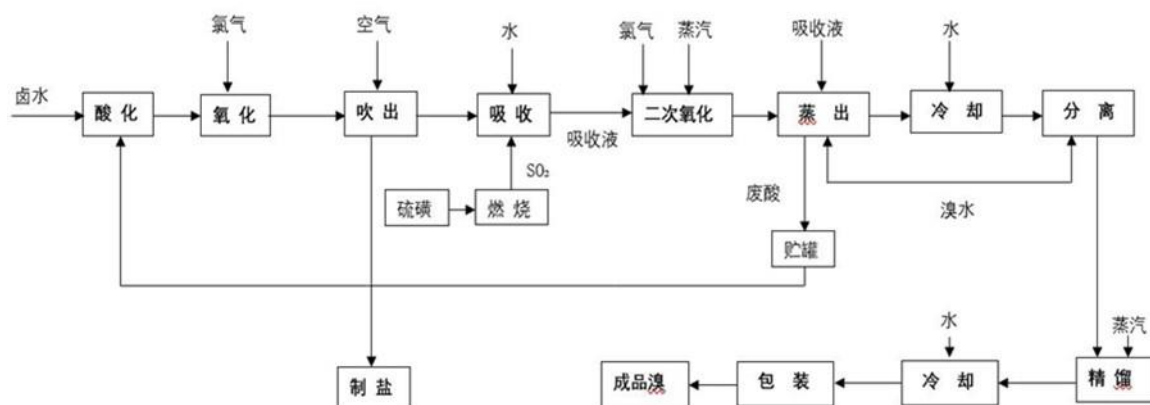 氯气
空气
水
氯气
蒸汽
吸收液
水
卤水
酸 化
氧 化
吹 出
吸 收
吸收液
二次氧化
蒸 出
冷 却
分 离
SO₂
硫磺
燃 烧
废酸
溴水
贮罐
水
蒸汽
制 盐
成品溴
包 装
冷 却
精 馏